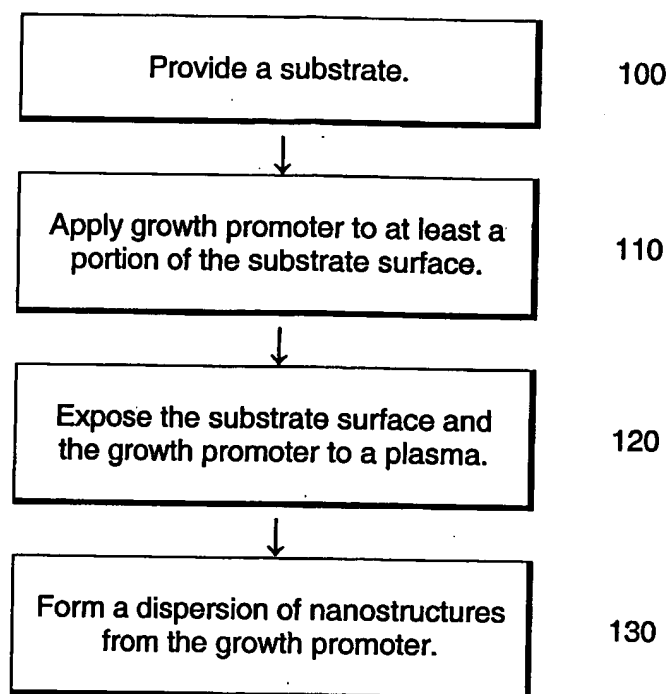 Provide a substrate.
100
Apply growth promoter to at least a
portion of the substrate surface.
110
Expose the substrate surface and
the growth promoter to a plasma.
120
Form a dispersion of nanostructures
from the growth promoter.
130